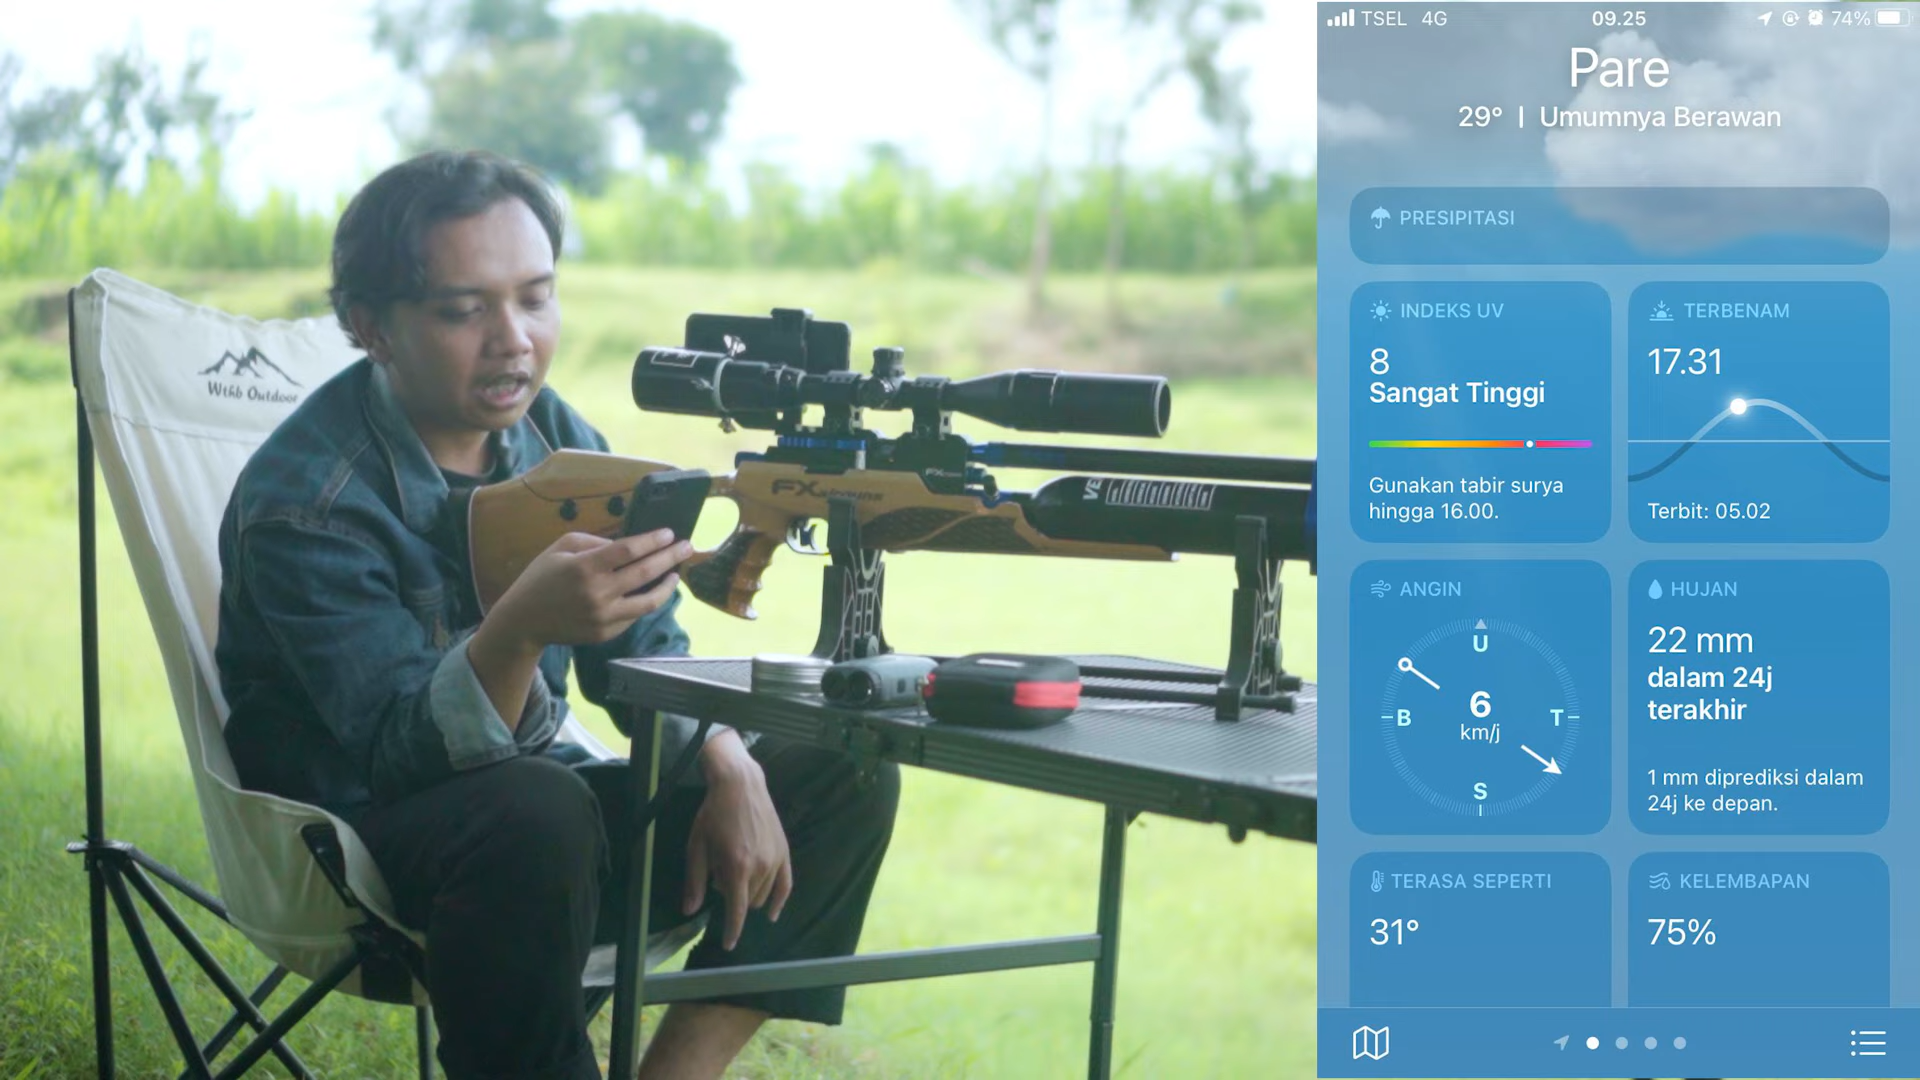 Wthb Outdoor
FX
TSEL 4G 09.25 74%
Pare
29° | Umumnya Berawan
PRESIPITASI
INDEKS UV
8
Sangat Tinggi
Gunakan tabir surya
hingga 16.00.
TERBENAM
17.31
Terbit: 05.02
ANGIN
U
B
6
km/j
T
S
HUJAN
22 mm
dalam 24j
terakhir
1 mm diprediksi dalam
24j ke depan.
TERASA SEPERTI
31°
KELEMBAPAN
75%